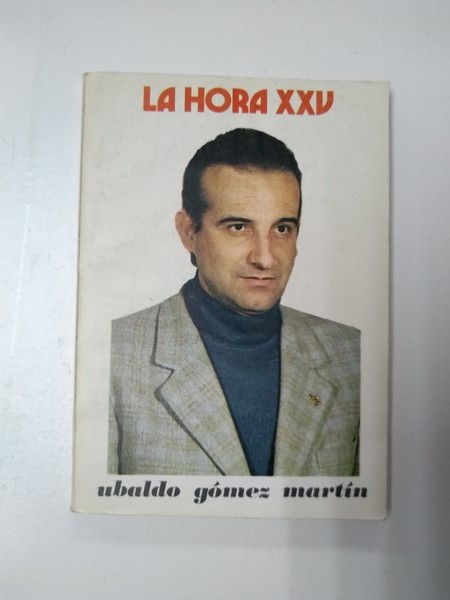 LA HORA XXV
ubaldo gómez martín